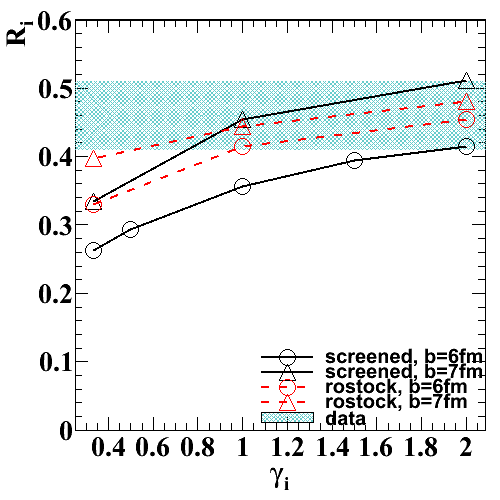 R_i
0.6
0.5
0.4
0.3
0.2
0.1
0
screened, b=6fm
screened, b=7fm
rostock, b=6fm
rostock, b=7fm
data
0.4 0.6 0.8 1 1.2 1.4 1.6 1.8 2
γ_i